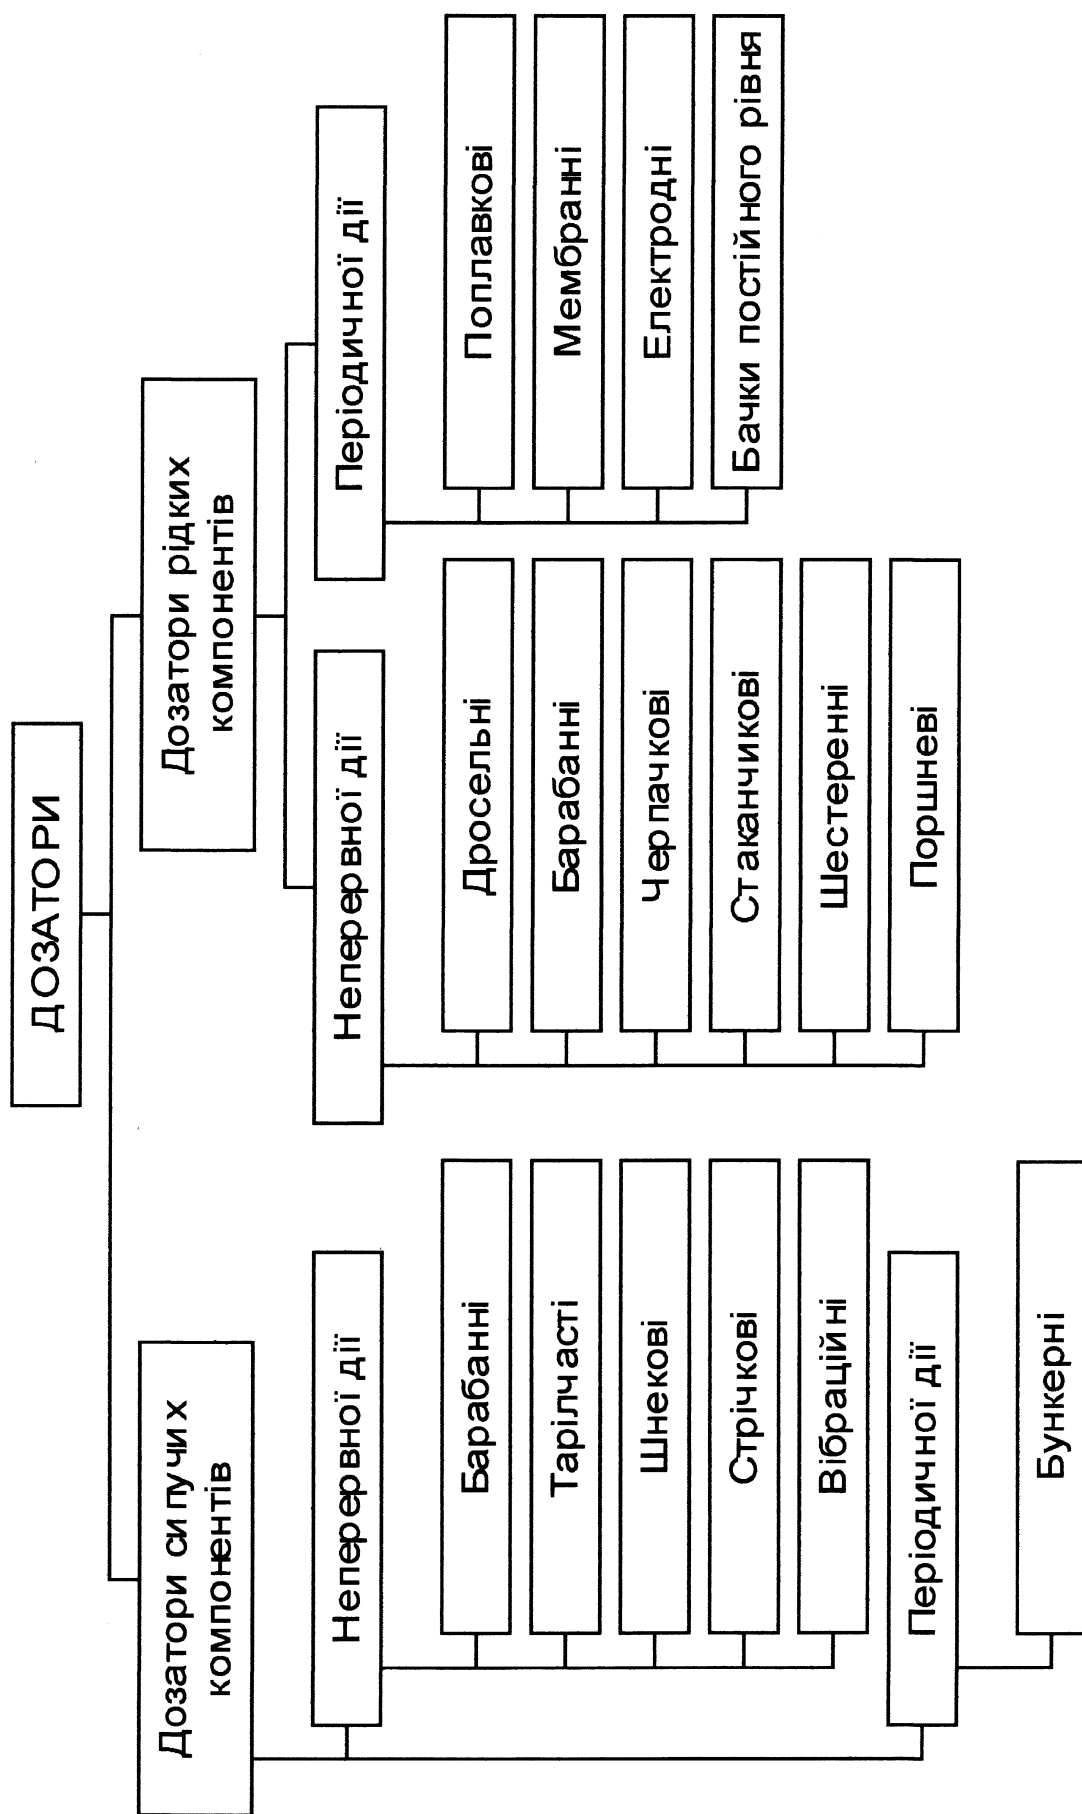 ДОЗАТОРИ
Дозатори сипучих
компонентів
Неперервної дії
Барабанні
Тарілчасті
Шнекові
Стрічкові
Вібраційні
Періодичної дії
Бункерні
Дозатори рідких
компонентів
Неперервної дії
Дросельні
Барабанні
Черпачкові
Стаканчикові
Шестеренні
Поршневі
Періодичної дії
Поплавкові
Мембранні
Електродні
Бачки постійного рівня